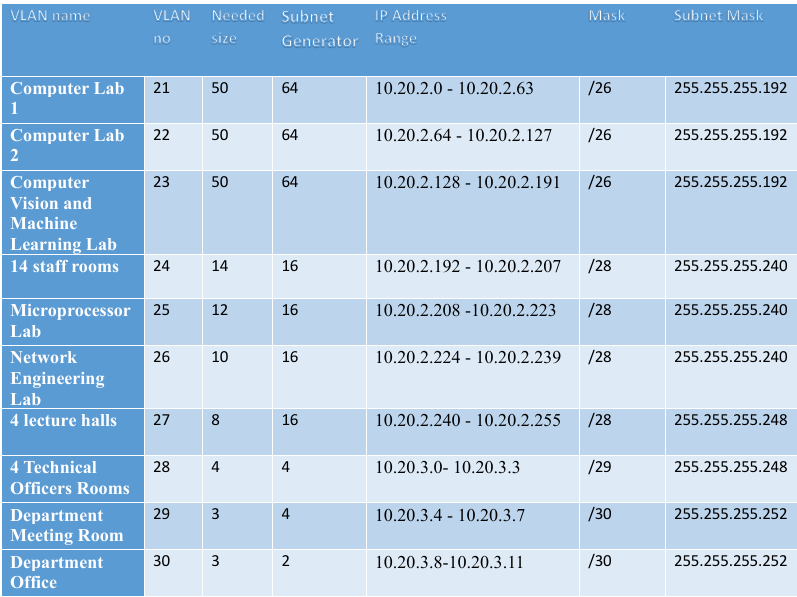 VLAN name VLAN no Needed size Subnet Generator IP Address Range Mask Subnet Mask
Computer Lab 1 21 50 64 10.20.2.0 - 10.20.2.63 /26 255.255.255.192
Computer Lab 2 22 50 64 10.20.2.64 - 10.20.2.127 /26 255.255.255.192
Computer Vision and Machine Learning Lab 23 50 64 10.20.2.128 - 10.20.2.191 /26 255.255.255.192
14 staff rooms 24 14 16 10.20.2.192 - 10.20.2.207 /28 255.255.255.240
Microprocessor Lab 25 12 16 10.20.2.208 -10.20.2.223 /28 255.255.255.240
Network Engineering Lab 26 10 16 10.20.2.224 - 10.20.2.239 /28 255.255.255.240
4 lecture halls 27 8 16 10.20.2.240 - 10.20.2.255 /28 255.255.255.248
4 Technical Officers Rooms 28 4 4 10.20.3.0- 10.20.3.3 /29 255.255.255.248
Department Meeting Room 29 3 4 10.20.3.4 - 10.20.3.7 /30 255.255.255.252
Department Office 30 3 2 10.20.3.8-10.20.3.11 /30 255.255.255.252